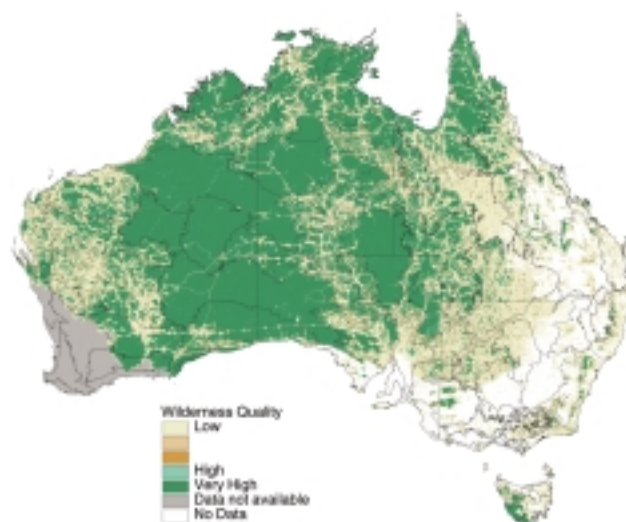 Wilderness Quality
Low
High
Very High
Data not available
No Data